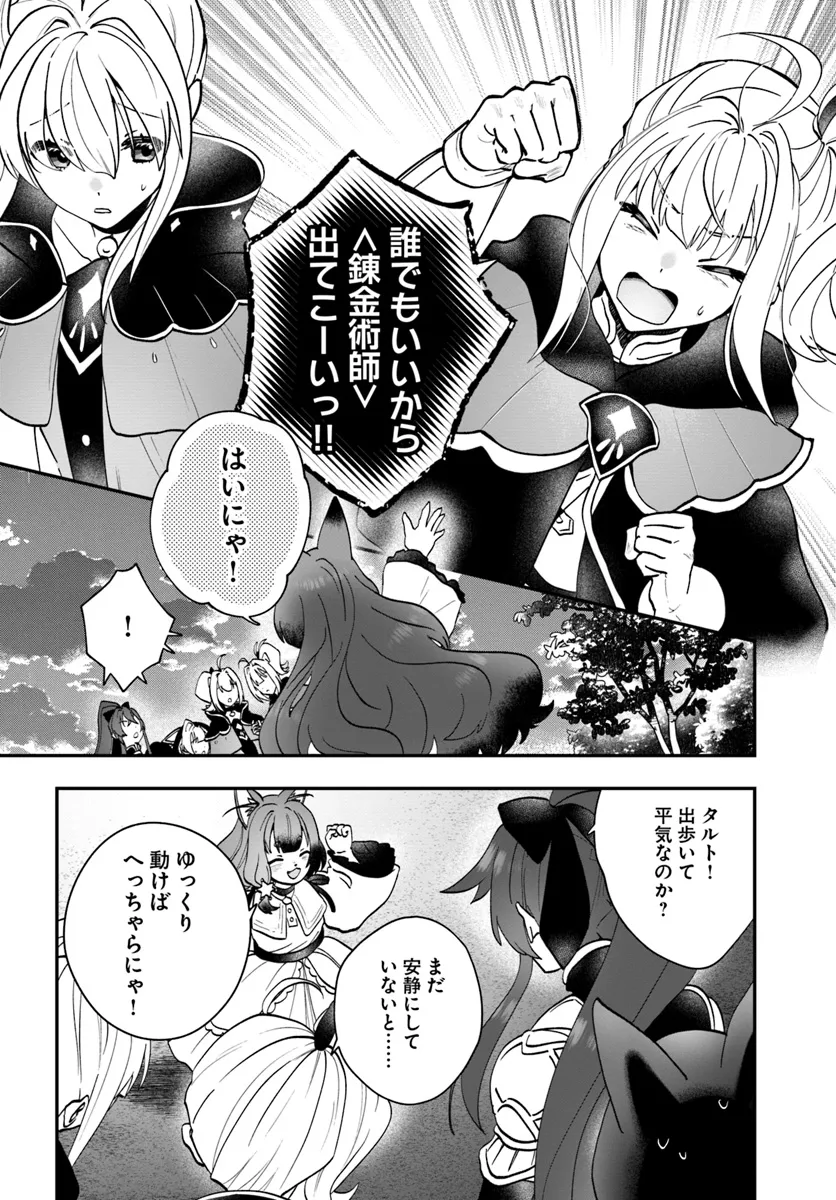 誰でもいいから
<錬金術師>
出てこーいっ!!
はいにゃ!
!
タルト!
出歩いて
平気なのか?
まだ
安静にして
いないと……
ゆっくり
動けば
へっちゃらにゃ!